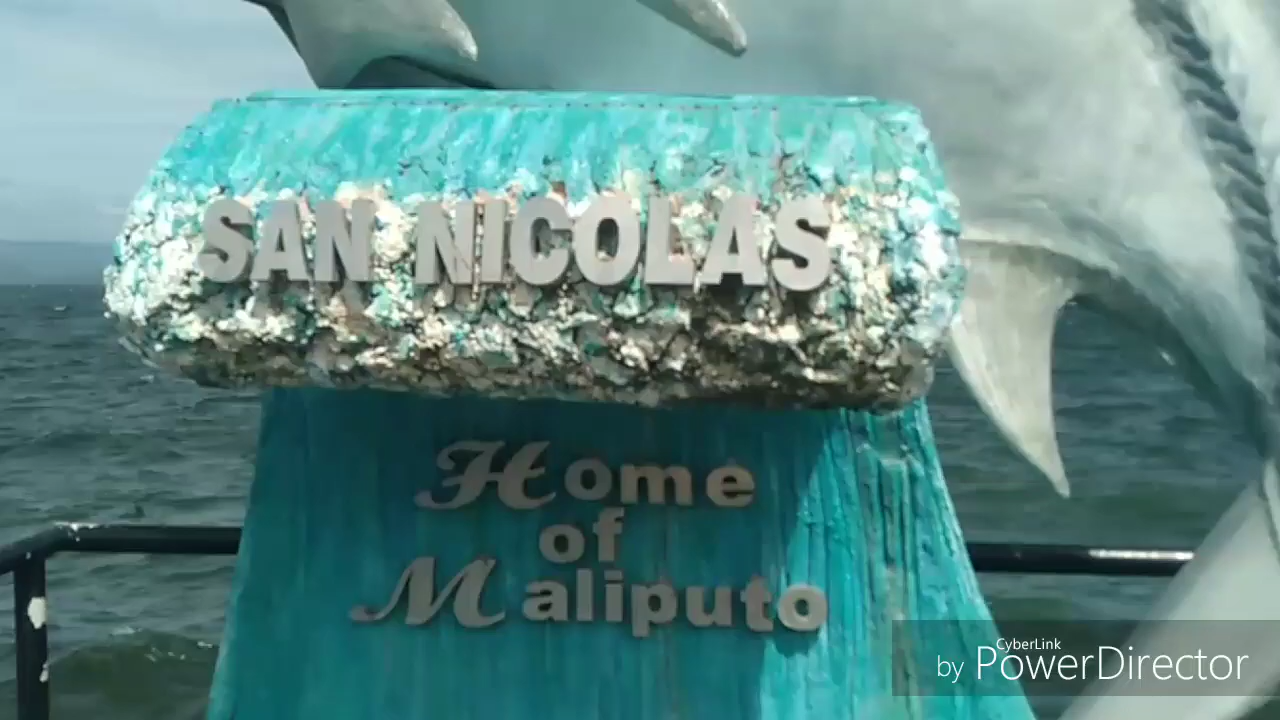 SAN NICOLAS
Home
of
Maliputo
CyberLink
by PowerDirector